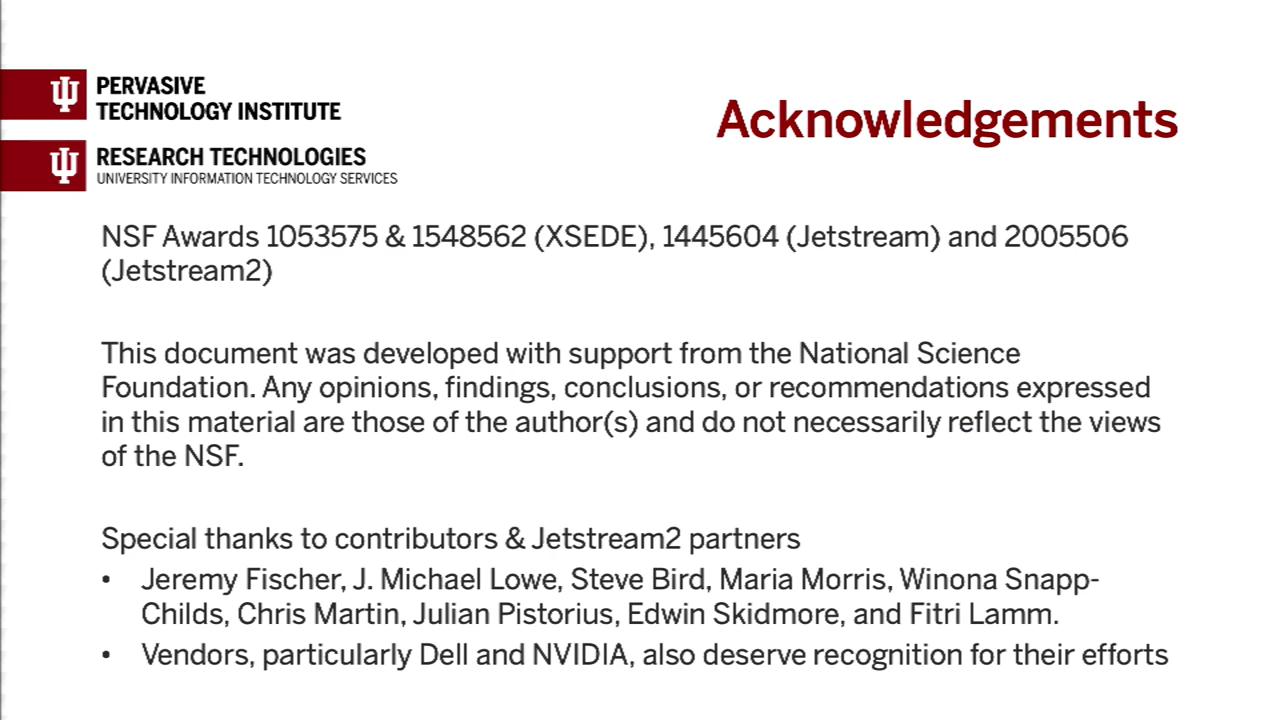 PERVASIVE
TECHNOLOGY INSTITUTE
RESEARCH TECHNOLOGIES
UNIVERSITY INFORMATION TECHNOLOGY SERVICES
Acknowledgements
NSF Awards 1053575 & 1548562 (XSEDE), 1445604 (Jetstream) and 2005506
(Jetstream2)
This document was developed with support from the National Science
Foundation. Any opinions, findings, conclusions, or recommendations expressed
in this material are those of the author(s) and do not necessarily reflect the views
of the NSF.
Special thanks to contributors & Jetstream2 partners
• Jeremy Fischer, J. Michael Lowe, Steve Bird, Maria Morris, Winona Snapp-
Childs, Chris Martin, Julian Pistorius, Edwin Skidmore, and Fitri Lamm.
• Vendors, particularly Dell and NVIDIA, also deserve recognition for their efforts